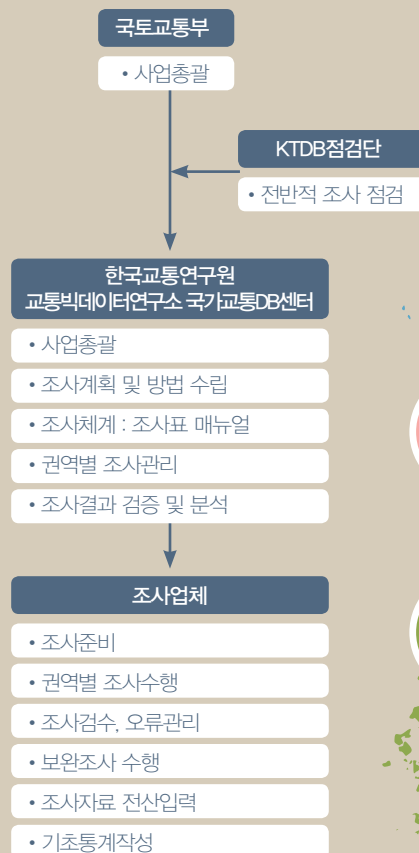 국토교통부
• 사업총괄
KTDB점검단
• 전반적 조사 점검
한국교통연구원
교통빅데이터연구소 국가교통DB센터
• 사업총괄
• 조사계획 및 방법 수립
• 조사체계 : 조사표 매뉴얼
• 권역별 조사관리
• 조사결과 검증 및 분석
조사업체
• 조사준비
• 권역별 조사수행
• 조사검수, 오류관리
• 보완조사 수행
• 조사자료 전산입력
• 기초통계작성